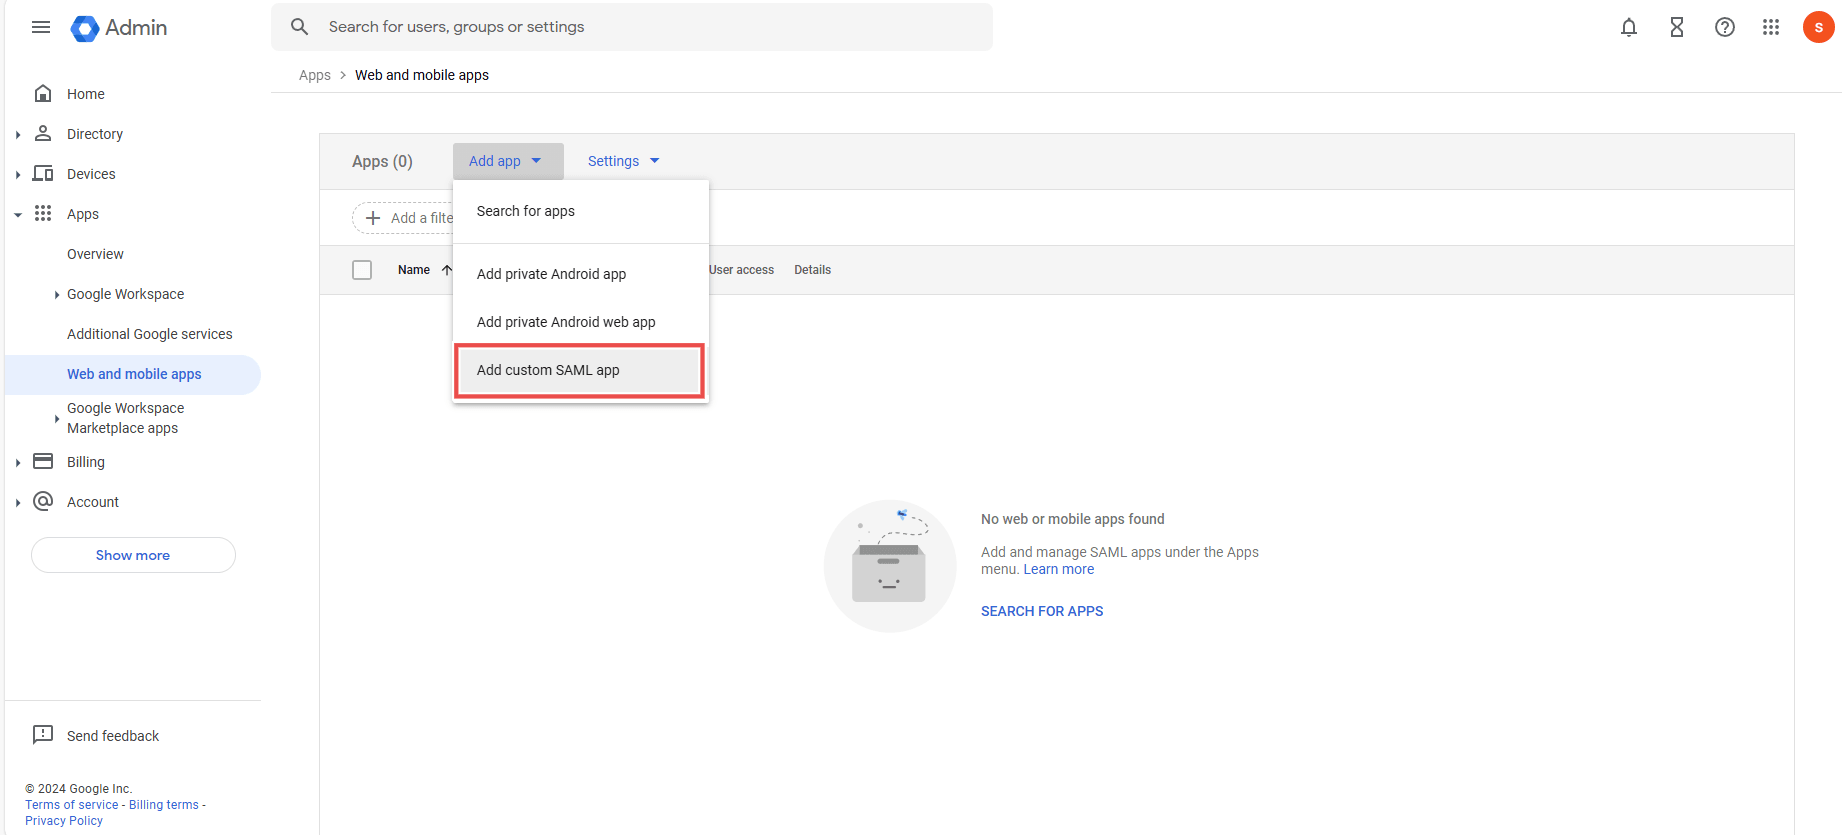 Admin
Search for users, groups or settings
S
Apps > Web and mobile apps
Home
Directory
Devices
Apps
Overview
Google Workspace
Additional Google services
Web and mobile apps
Google Workspace
Marketplace apps
Billing
Account
Show more
Send feedback
© 2024 Google Inc.
Terms of service - Billing terms -
Privacy Policy
Apps (0)
Add app
Settings
Add a filte
Search for apps
Add private Android app
Add private Android web app
Add custom SAML app
Name
User access
Details
No web or mobile apps found
Add and manage SAML apps under the Apps
menu. Learn more
SEARCH FOR APPS